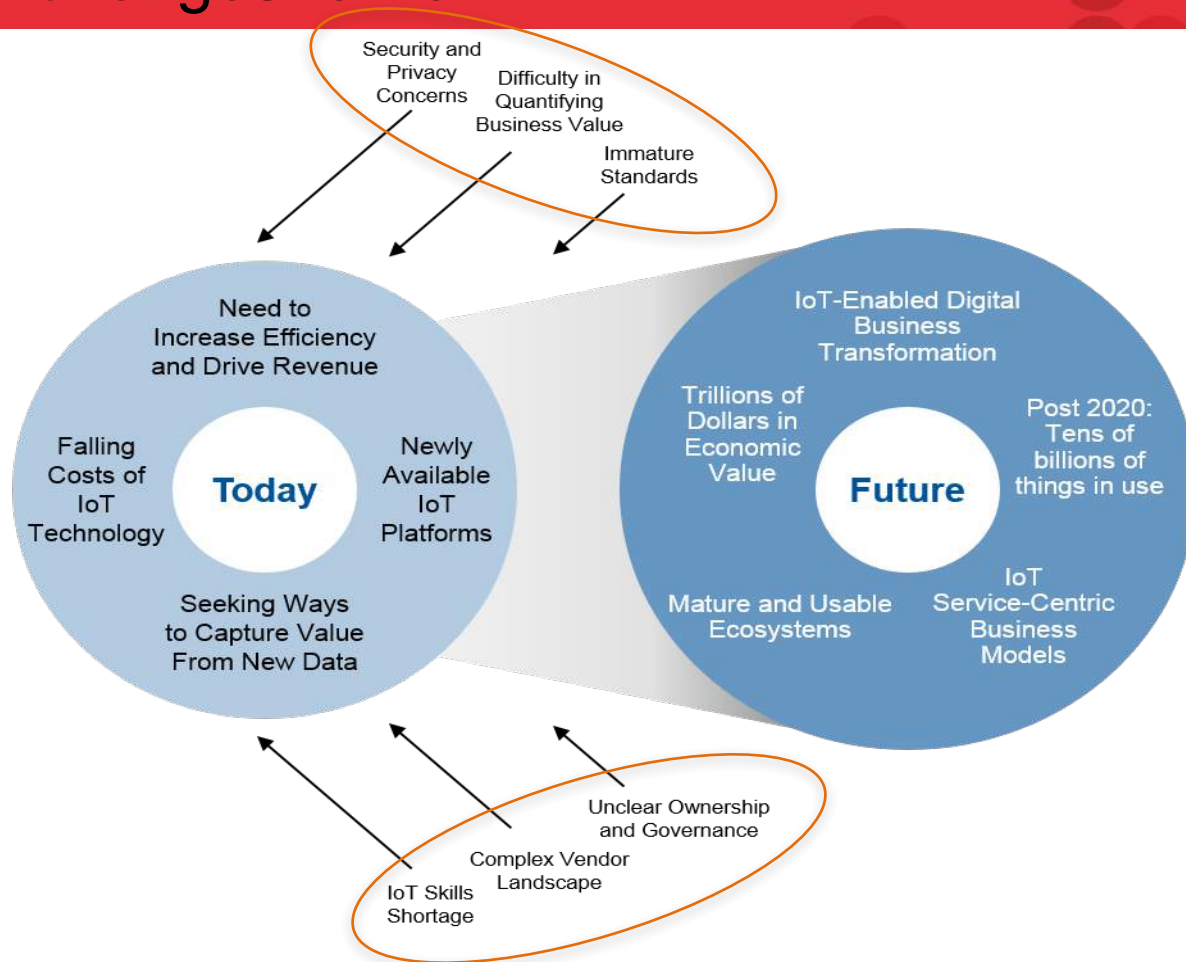 Security and
Privacy
Concerns
Difficulty in
Quantifying
Business Value
Immature
Standards
Need to
Increase Efficiency
and Drive Revenue
Falling
Costs of
IoT
Technology
Today
Newly
Available
IoT
Platforms
Seeking Ways
to Capture Value
From New Data
IoT-Enabled Digital
Business
Transformation
Trillions of
Dollars in
Economic
Value
Future
Post 2020:
Tens of
billions of
things in use
Mature and Usable
Ecosystems
IoT
Service-Centric
Business
Models
Unclear Ownership
and Governance
Complex Vendor
Landscape
IoT Skills
Shortage